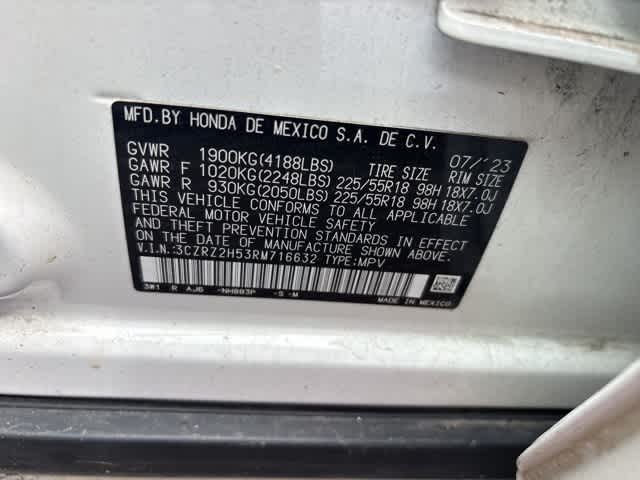 MFD.BY HONDA DE MEXICO S.A. DE C.V.
07/'23
GVWR 1900KG(4188LBS) TIRE SIZE RIM SIZE
GAWR F 1020KG(2248LBS) 225/55R18 98H 18X7.0J
GAWR R 930KG(2050LBS) 225/55R18 98H 18X7.0J
THIS VEHICLE CONFORMS TO ALL APPLICABLE
FEDERAL MOTOR VEHICLE SAFETY
AND THEFT PREVENTION STANDARDS IN EFFECT
ON THE DATE OF MANUFACTURE SHOWN ABOVE.
V.I.N.:3CZRZ2H53RM716632 TYPE:MPV
3W1 R AJ6 -NH883P -S -M MADE IN MEXICO